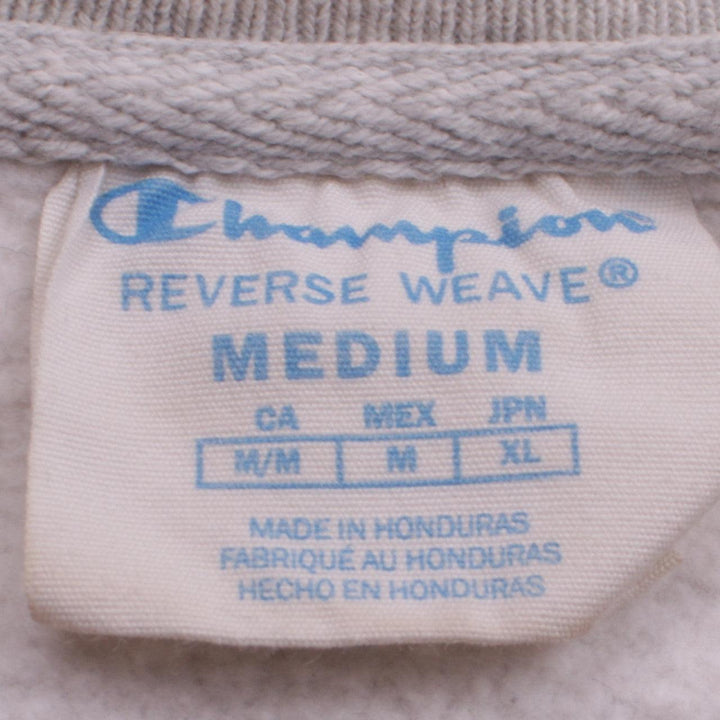 Champion
REVERSE WEAVE®
MEDIUM
CA MEX JPN
M/M M XL
MADE IN HONDURAS
FABRIQUÉ AU HONDURAS
HECHO EN HONDURAS